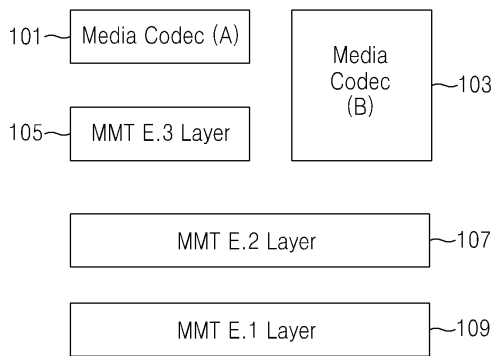 101
Media Codec (A)
Media
Codec
(B)
103
105
MMT E.3 Layer
MMT E.2 Layer
107
MMT E.1 Layer
109